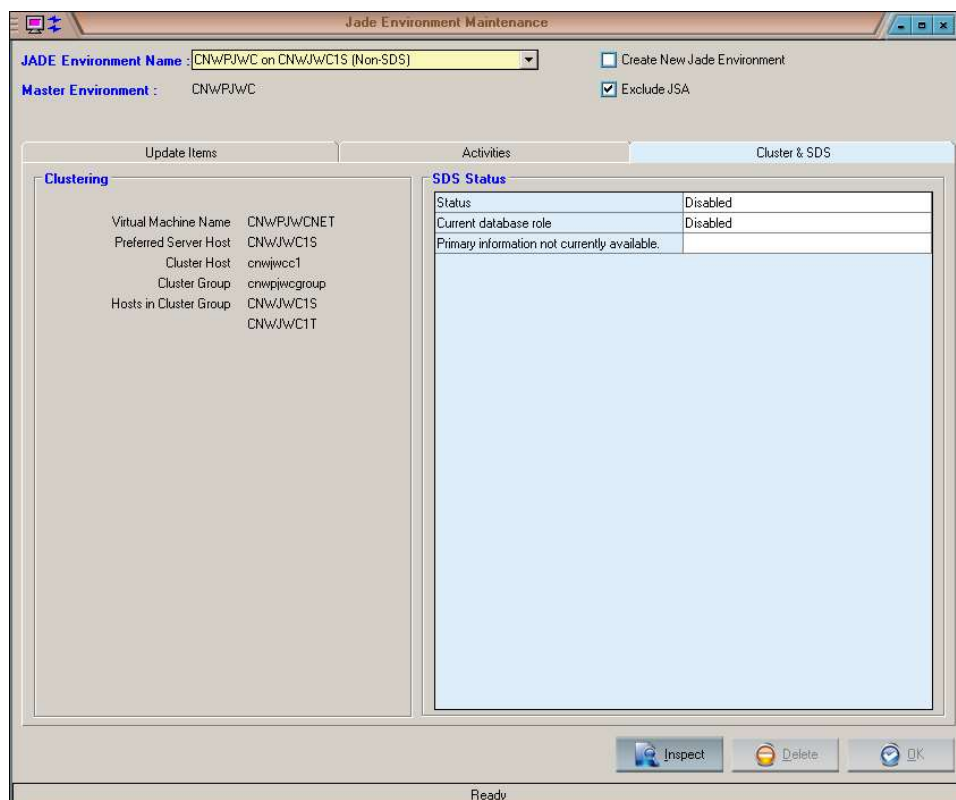 Jade Environment Maintenance
JADE Environment Name : CNWPJWC on CNWJWC1S (Non-SDS)
Create New Jade Environment
Master Environment : CNWPJWC
Exclude JSA
Update Items
Activities
Cluster & SDS
Clustering
Virtual Machine Name CNWPJWCNET
Preferred Server Host CNWJWC1S
Cluster Host cnwjwcc1
Cluster Group cnwpjwcgroup
Hosts in Cluster Group CNWJWC1S
CNWJWC1T
SDS Status
Status Disabled
Current database role Disabled
Primary information not currently available.
Inspect
Delete
OK
Ready